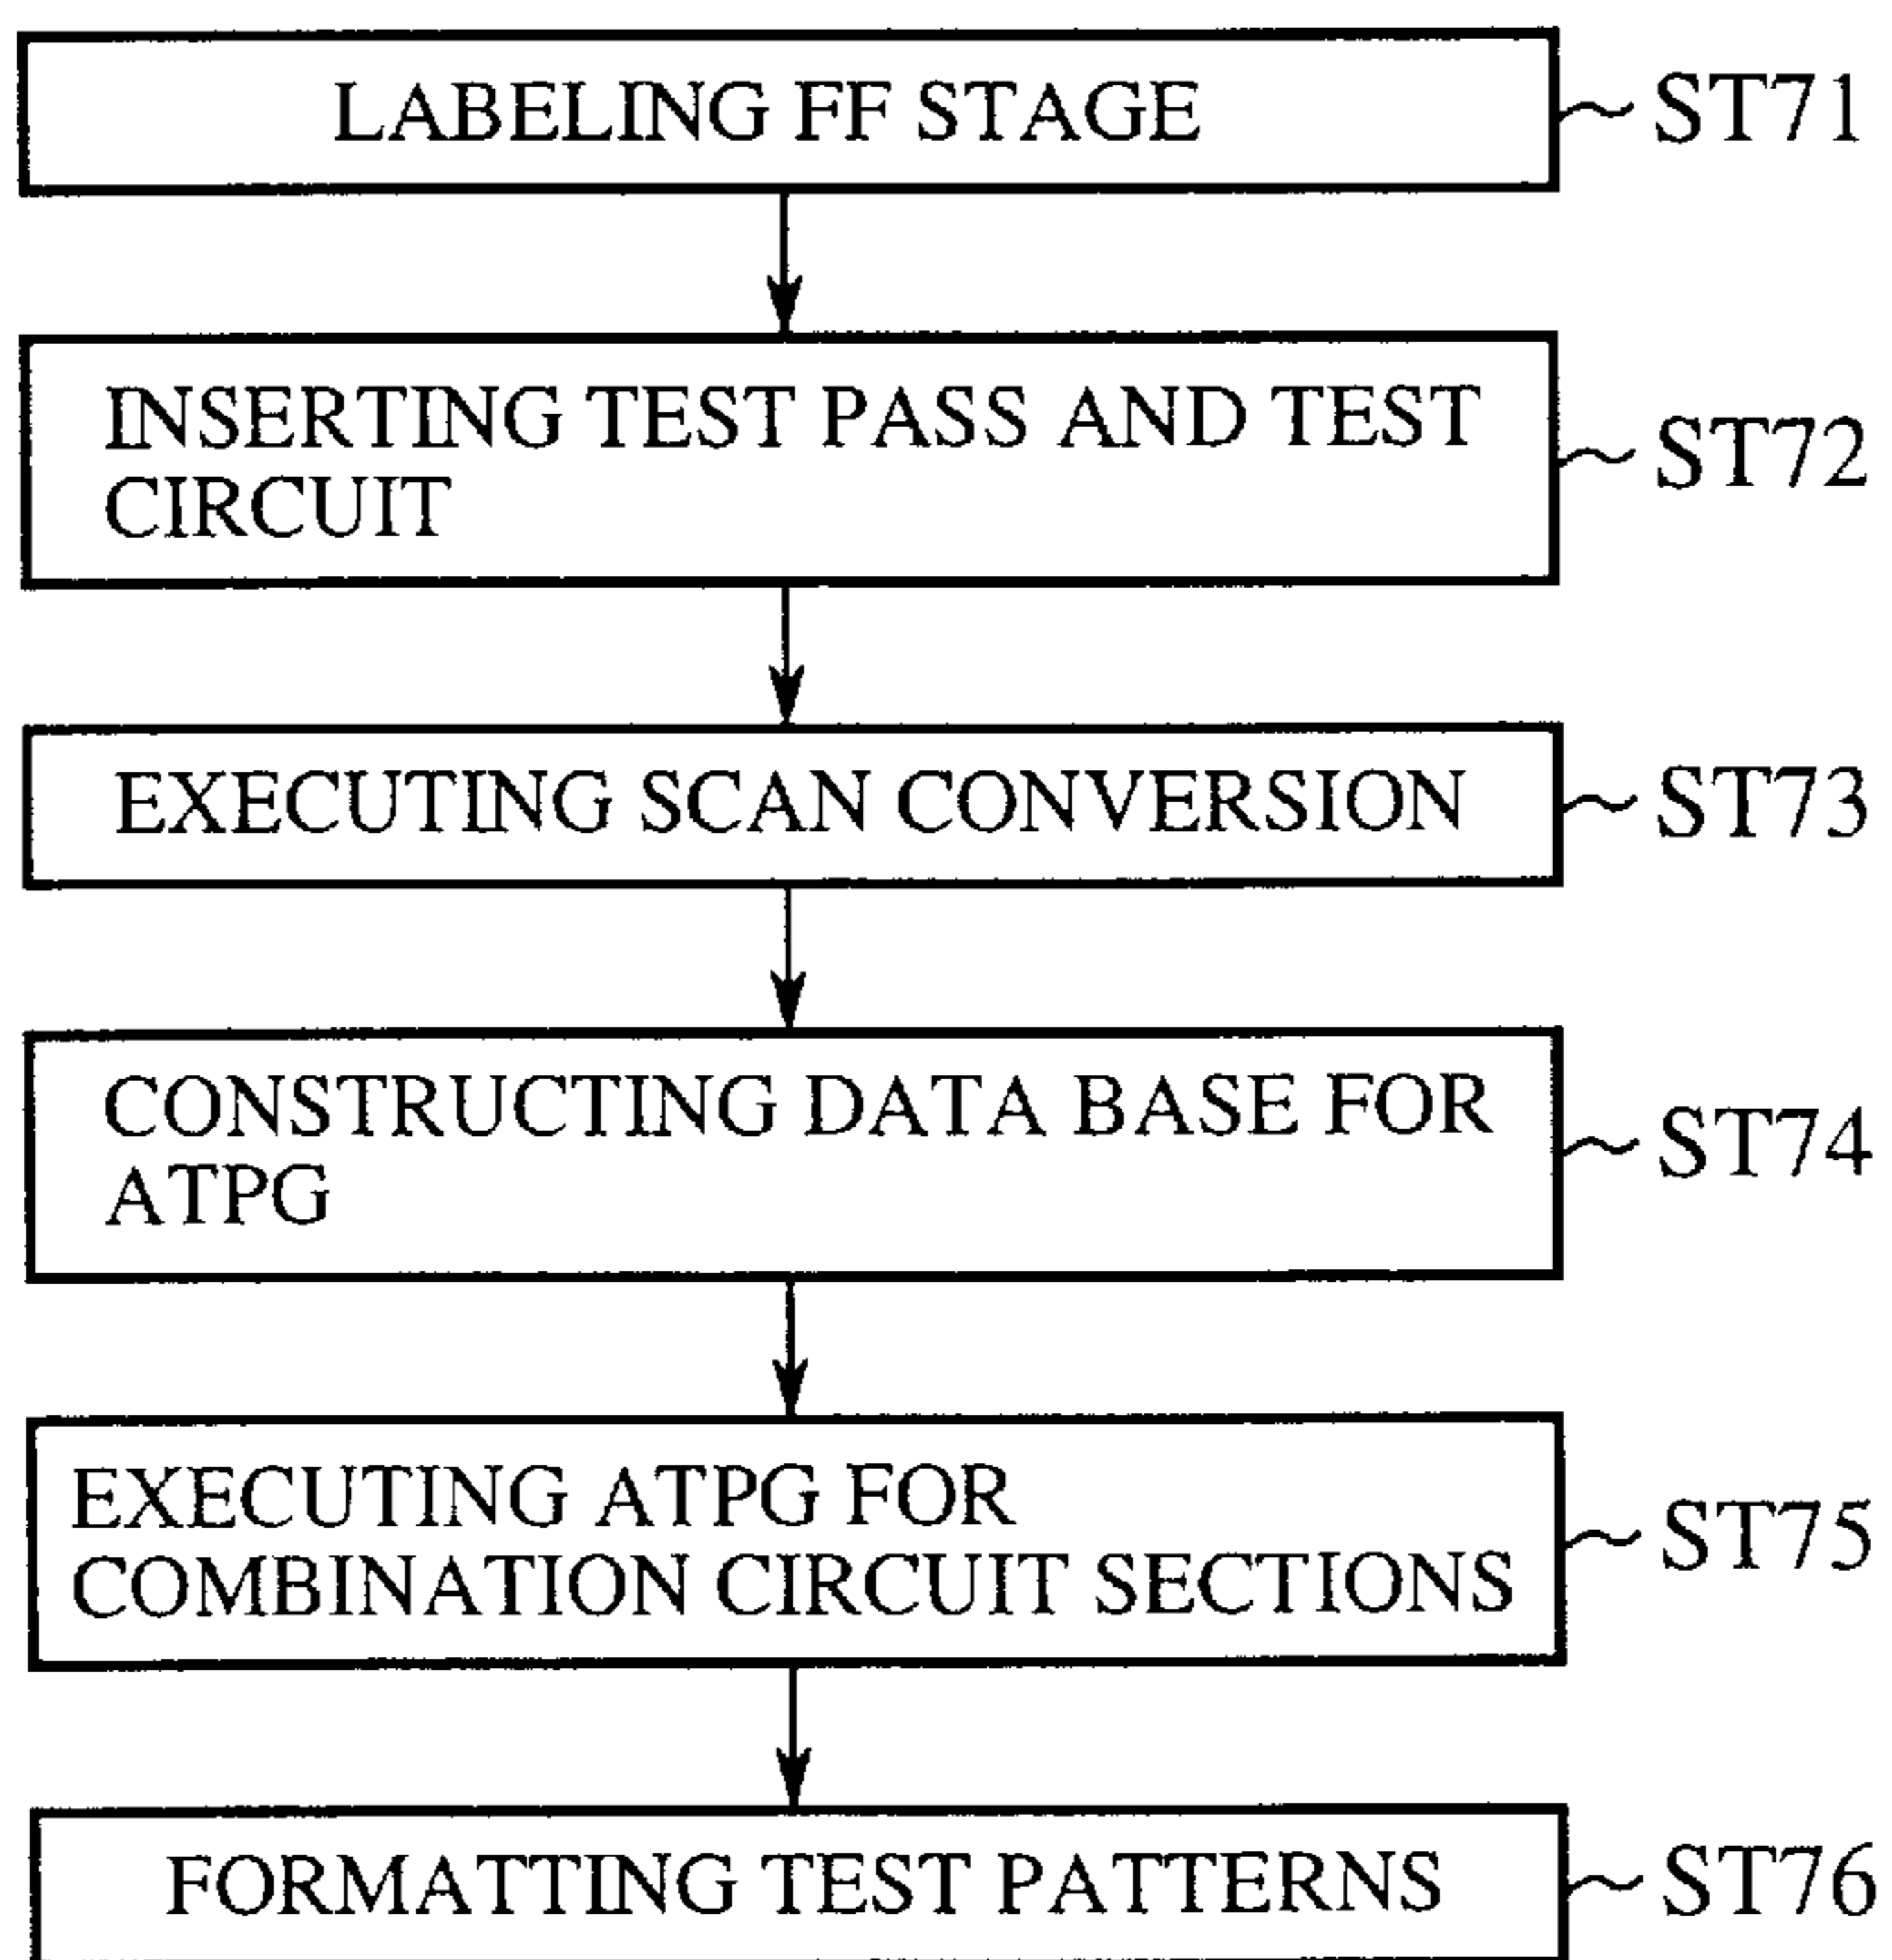 LABELING FF STAGE
ST71
INSERTING TEST PASS AND TEST
CIRCUIT
ST72
EXECUTING SCAN CONVERSION
ST73
CONSTRUCTING DATA BASE FOR
ATPG
ST74
EXECUTING ATPG FOR
COMBINATION CIRCUIT SECTIONS
ST75
FORMATTING TEST PATTERNS
ST76